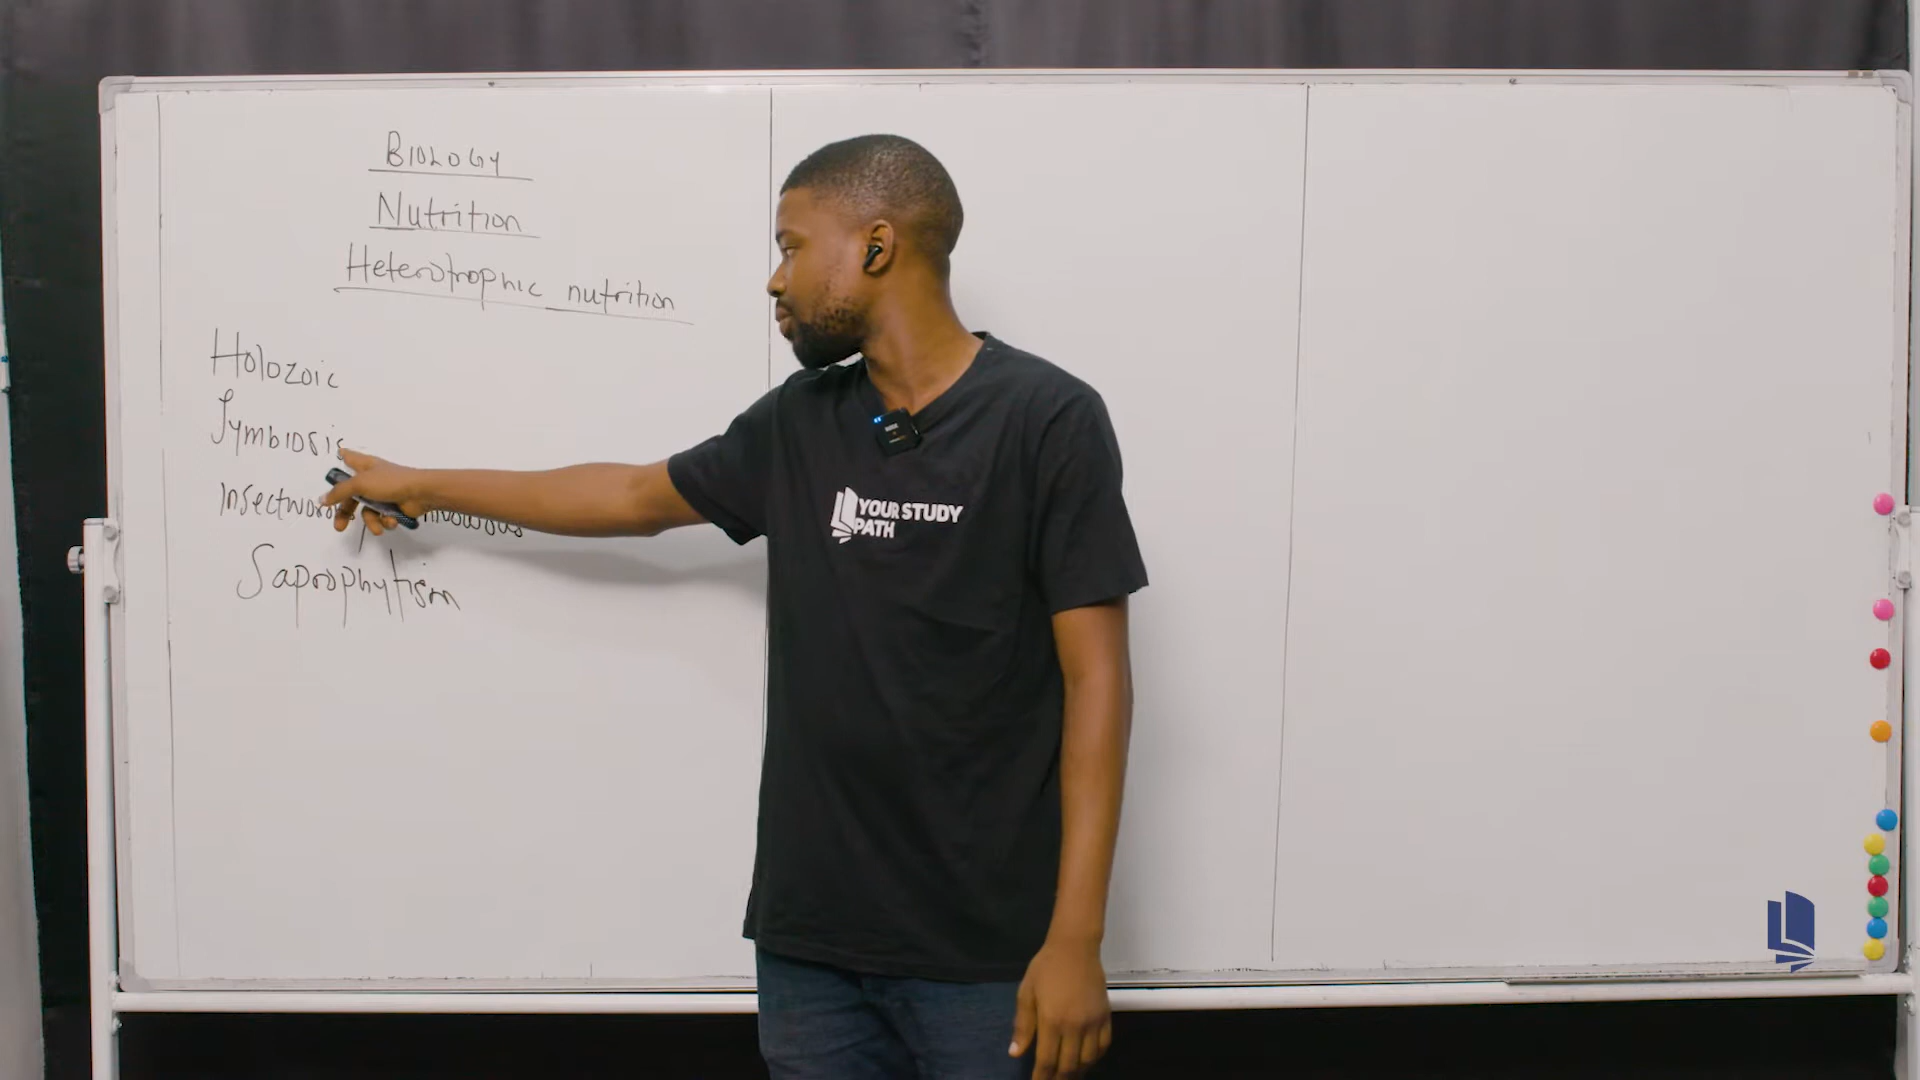 BIOLOGY
Nutrition
Heterotrophic nutrition
Holozoic
Symbiosis
Saprophytism
YOUR STUDY
PATH